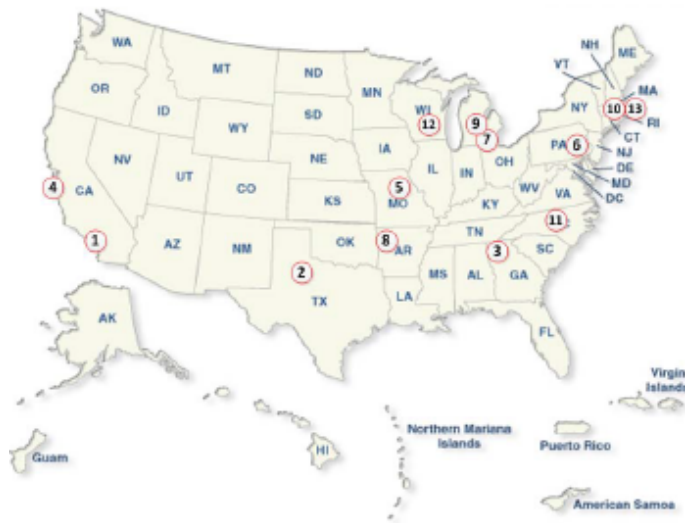 NH
ME
WA
VT
MT
ND
MN
OR
MA
ID
SD
WI
NY
10
13
WY
12
9
7
RI
CT
IA
PA
6
NJ
NE
OH
NV
IL
IN
DE
4
CA
UT
CO
5
MD
WV
VA
DC
KS
MO
KY
11
1
OK
8
AR
TN
3
SC
AZ
NM
2
MS
AL
GA
TX
LA
AK
FL
Virgin
Islands
Northern Mariana
Islands
HI
Guam
Puerto Rico
American Samoa